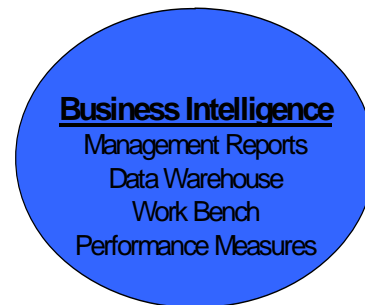 Business Intelligence
Management Reports
Data Warehouse
Work Bench
Performance Measures